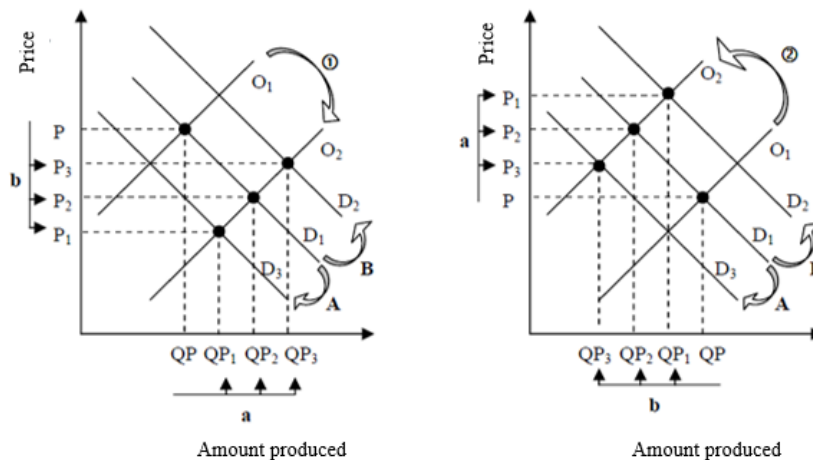 Price
①
O₁
P
O₂
P₃
b
P₂
D₂
P₁
D₁
B
D₃
A
QP QP₁ QP₂ QP₃
a
Amount produced
Price
②
O₂
P₁
a
P₂
O₁
P₃
P
D₂
D₁
D₃
A
QP₃ QP₂ QP₁ QP
b
Amount produced